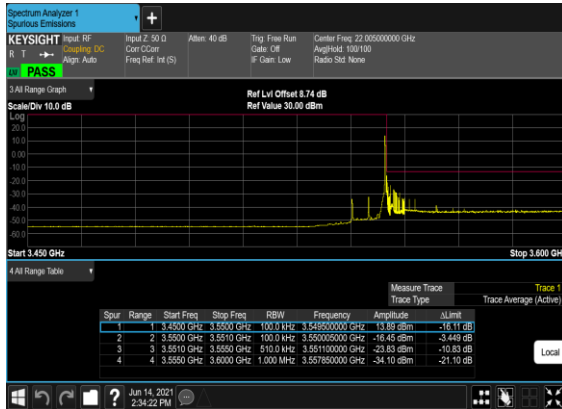 Spectrum Analyzer 1
Spurious Emissions
KEYSIGHT Input: RF Input Z: 50 Ω Atten: 40 dB Trig: Free Run Center Freq: 22.005000000 GHz
R T Coupling: DC Corr CCorr Gate: Off Avg|Hold: 100/100
Align: Auto Freq Ref: Int (S) IF Gain: Low Radio Std: None
PASS
3 All Range Graph Ref Lvl Offset 8.74 dB
Scale/Div 10.0 dB Ref Value 30.00 dBm
Log
20.0
10.0
0.00
-10.0
-20.0
-30.0
-40.0
-50.0
-60.0
Start 3.450 GHz Stop 3.600 GHz
4 All Range Table
Measure Trace Trace 1
Trace Type Trace Average (Active)
Spur Range Start Freq Stop Freq RBW Frequency Amplitude ΔLimit
1 1 3.4500 GHz 3.5500 GHz 100.0 kHz 3.549500000 GHz 13.89 dBm -16.11 dB
2 2 3.5500 GHz 3.5510 GHz 100.0 kHz 3.550005000 GHz -16.45 dBm -3.449 dB
3 3 3.5510 GHz 3.5550 GHz 510.0 kHz 3.551100000 GHz -23.83 dBm -10.83 dB
4 4 3.5550 GHz 3.6000 GHz 1.000 MHz 3.557850000 GHz -34.10 dBm -21.10 dB
Local
Jun 14, 2021
2:34:22 PM